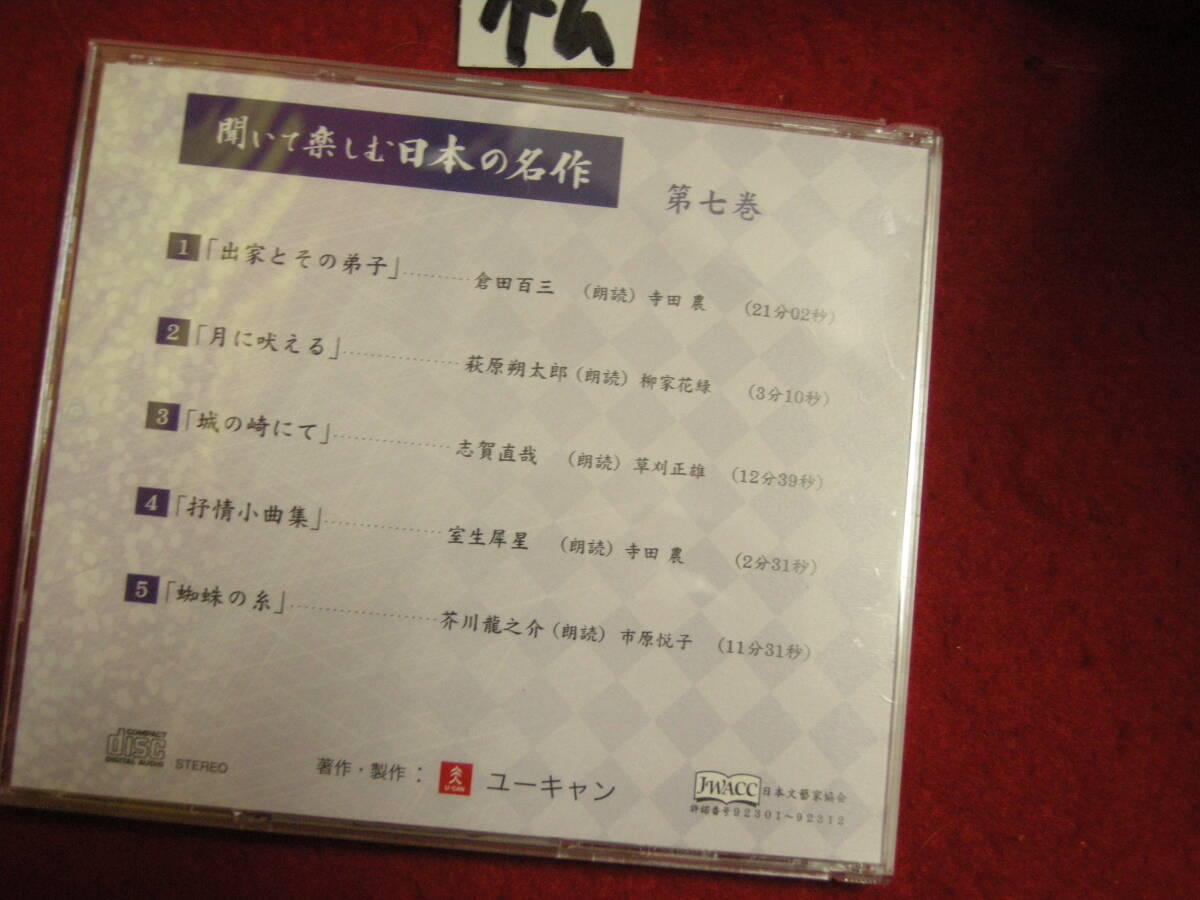 聞いて楽しむ日本の名作
第七巻
1「出家とその弟子」‥‥‥‥倉田百三 (朗読) 寺田 農 (21分02秒)
2「月に吠える」‥‥‥‥‥‥萩原朔太郎 (朗読) 柳家花緑 (3分10秒)
3「城の崎にて」‥‥‥‥‥‥志賀直哉 (朗読) 草刈正雄 (12分39秒)
4「抒情小曲集」‥‥‥‥‥‥室生犀星 (朗読) 寺田 農 (2分31秒)
5「蜘蛛の糸」‥‥‥‥‥‥‥芥川龍之介 (朗読) 市原悦子 (11分31秒)
COMPACT
disc
DIGITAL AUDIO
STEREO
著作・製作: U-CAN ユーキャン
J-WACC 日本文藝家協会
許諾番号92301～92312